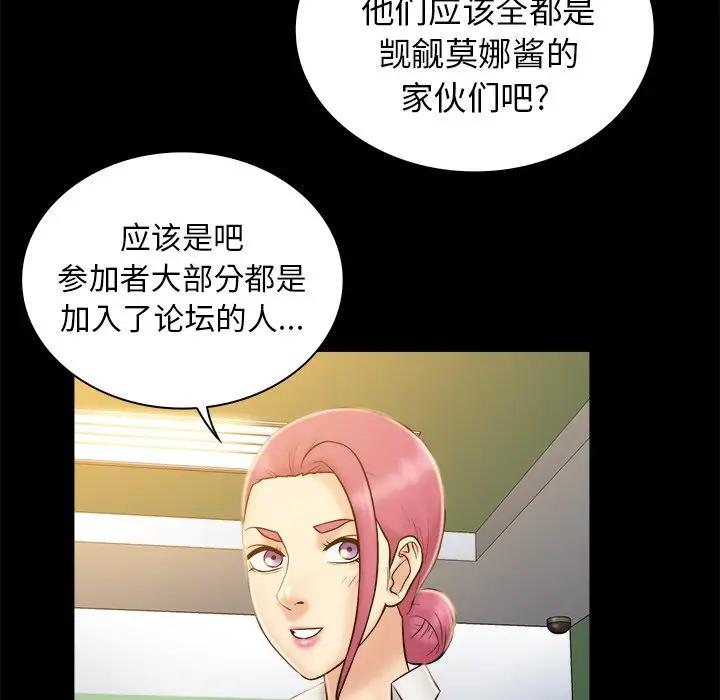 他们应该全都是
觊觎莫娜酱的
家伙们吧?
应该是吧
参加者大部分都是
加入了论坛的人...